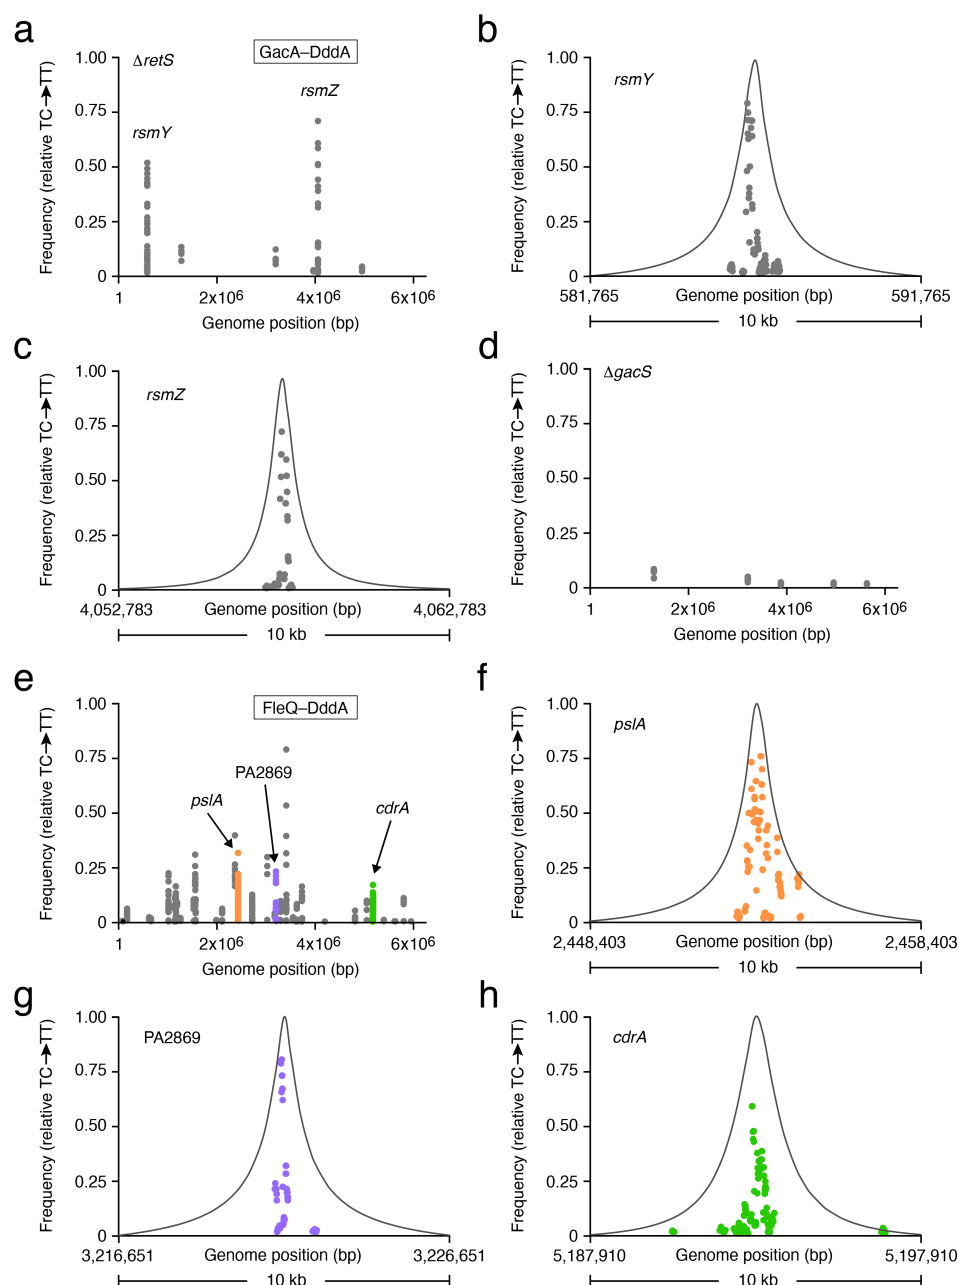 a
Frequency (relative TC→TT)
1.00
0.75
0.50
0.25
0
ΔretS
GacA–DddA
rsmY
rsmZ
1
2x10⁶
4x10⁶
6x10⁶
Genome position (bp)
b
Frequency (relative TC→TT)
1.00
0.75
0.50
0.25
0
rsmY
581,765
Genome position (bp)
591,765
10 kb
c
Frequency (relative TC→TT)
1.00
0.75
0.50
0.25
0
rsmZ
4,052,783
Genome position (bp)
4,062,783
10 kb
d
Frequency (relative TC→TT)
1.00
0.75
0.50
0.25
0
ΔgacS
1
2x10⁶
4x10⁶
6x10⁶
Genome position (bp)
e
Frequency (relative TC→TT)
1.00
0.75
0.50
0.25
0
FleQ–DddA
pslA
PA2869
cdrA
1
2x10⁶
4x10⁶
6x10⁶
Genome position (bp)
f
Frequency (relative TC→TT)
1.00
0.75
0.50
0.25
0
pslA
2,448,403
Genome position (bp)
2,458,403
10 kb
g
Frequency (relative TC→TT)
1.00
0.75
0.50
0.25
0
PA2869
3,216,651
Genome position (bp)
3,226,651
10 kb
h
Frequency (relative TC→TT)
1.00
0.75
0.50
0.25
0
cdrA
5,187,910
Genome position (bp)
5,197,910
10 kb